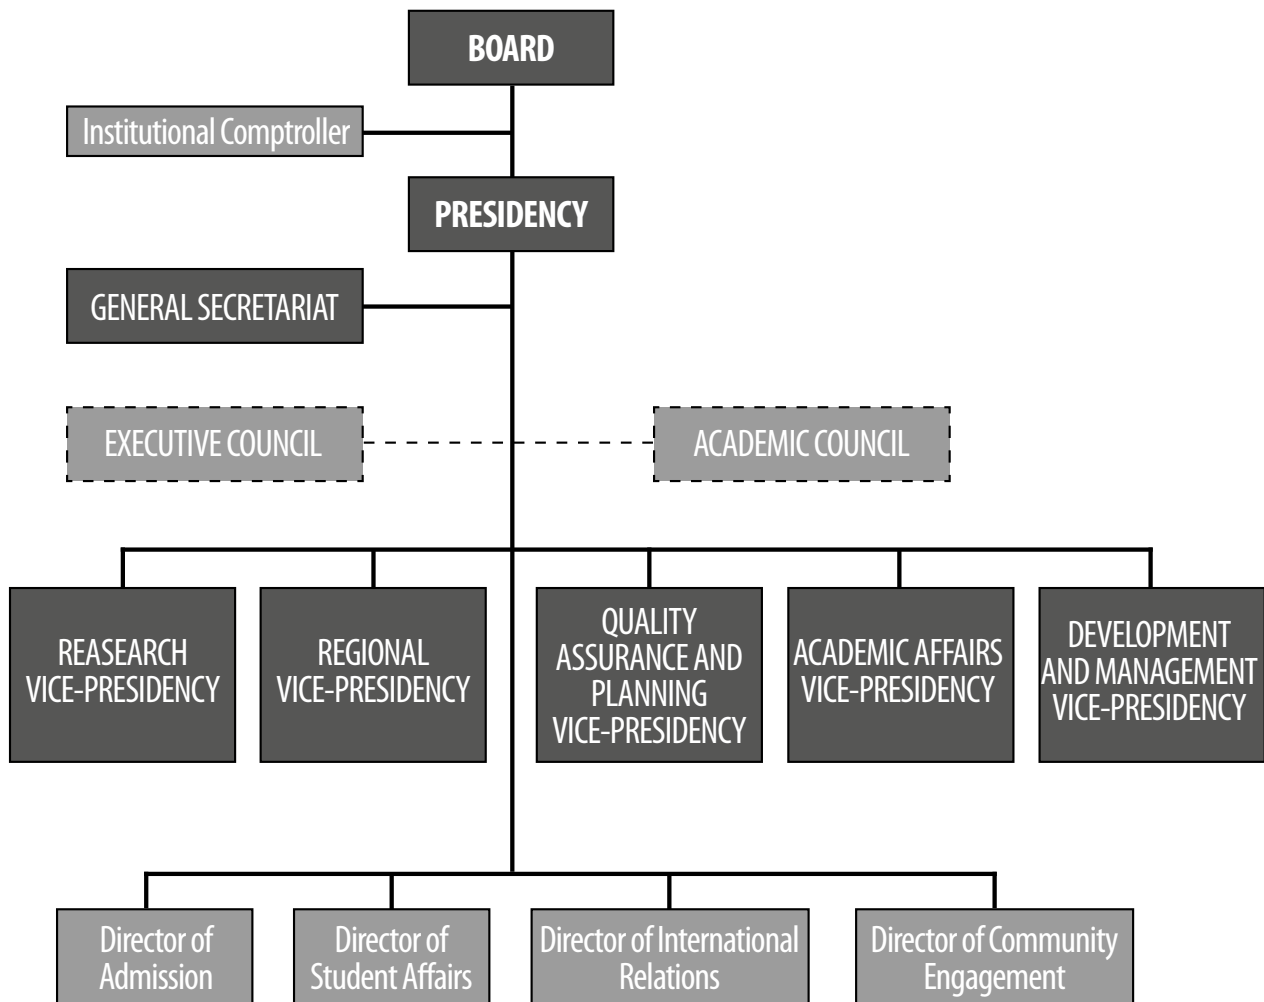 BOARD
Institutional Comptroller
PRESIDENCY
GENERAL SECRETARIAT
EXECUTIVE COUNCIL
ACADEMIC COUNCIL
REASEARCH
VICE-PRESIDENCY
REGIONAL
VICE-PRESIDENCY
QUALITY
ASSURANCE AND
PLANNING
VICE-PRESIDENCY
ACADEMIC AFFAIRS
VICE-PRESIDENCY
DEVELOPMENT
AND MANAGEMENT
VICE-PRESIDENCY
Director of
Admission
Director of
Student Affairs
Director of International
Relations
Director of Community
Engagement